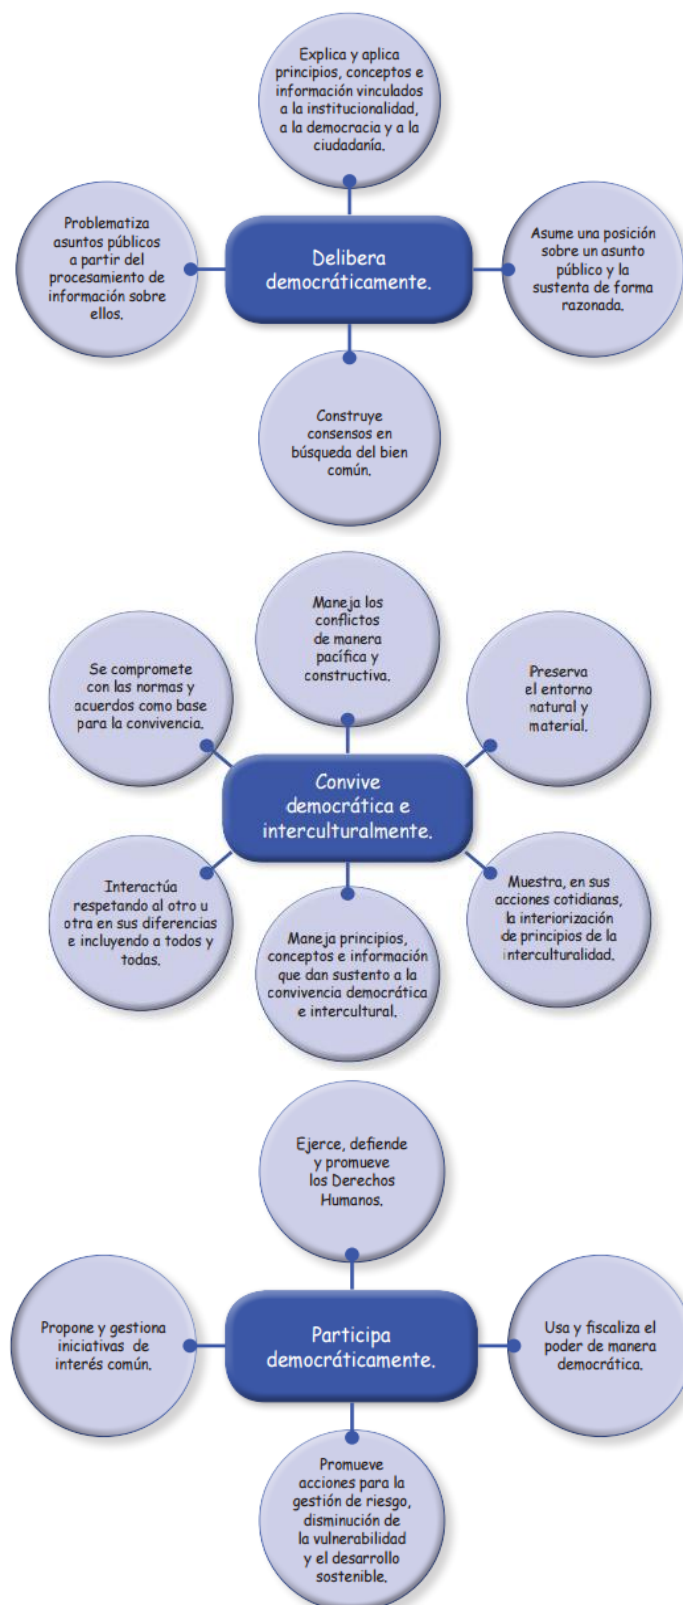 Explica y aplica
principios, conceptos e
información vinculados
a la institucionalidad,
a la democracia y a la
ciudadanía.
Problematiza
asuntos públicos
a partir del
procesamiento de
información sobre
ellos.
Delibera
democráticamente.
Asume una posición
sobre un asunto
público y la
sustenta de forma
razonada.
Construye
consensos en
búsqueda del bien
común.
Maneja los
conflictos
de manera
pacífica y
constructiva.
Se compromete
con las normas y
acuerdos como base
para la convivencia.
Preserva
el entorno
natural y
material.
Convive
democrática e
interculturalmente.
Interactúa
respetando al otro u
otra en sus diferencias
e incluyendo a todos y
todas.
Maneja principios,
conceptos e información
que dan sustento a la
convivencia democrática
e intercultural.
Muestra, en sus
acciones cotidianas,
la interiorización
de principios de la
interculturalidad.
Ejerce, defiende
y promueve
los Derechos
Humanos.
Propone y gestiona
iniciativas de
interés común.
Participa
democráticamente.
Usa y fiscaliza el
poder de manera
democrática.
Promueve
acciones para la
gestión de riesgo,
disminución de
la vulnerabilidad
y el desarrollo
sostenible.